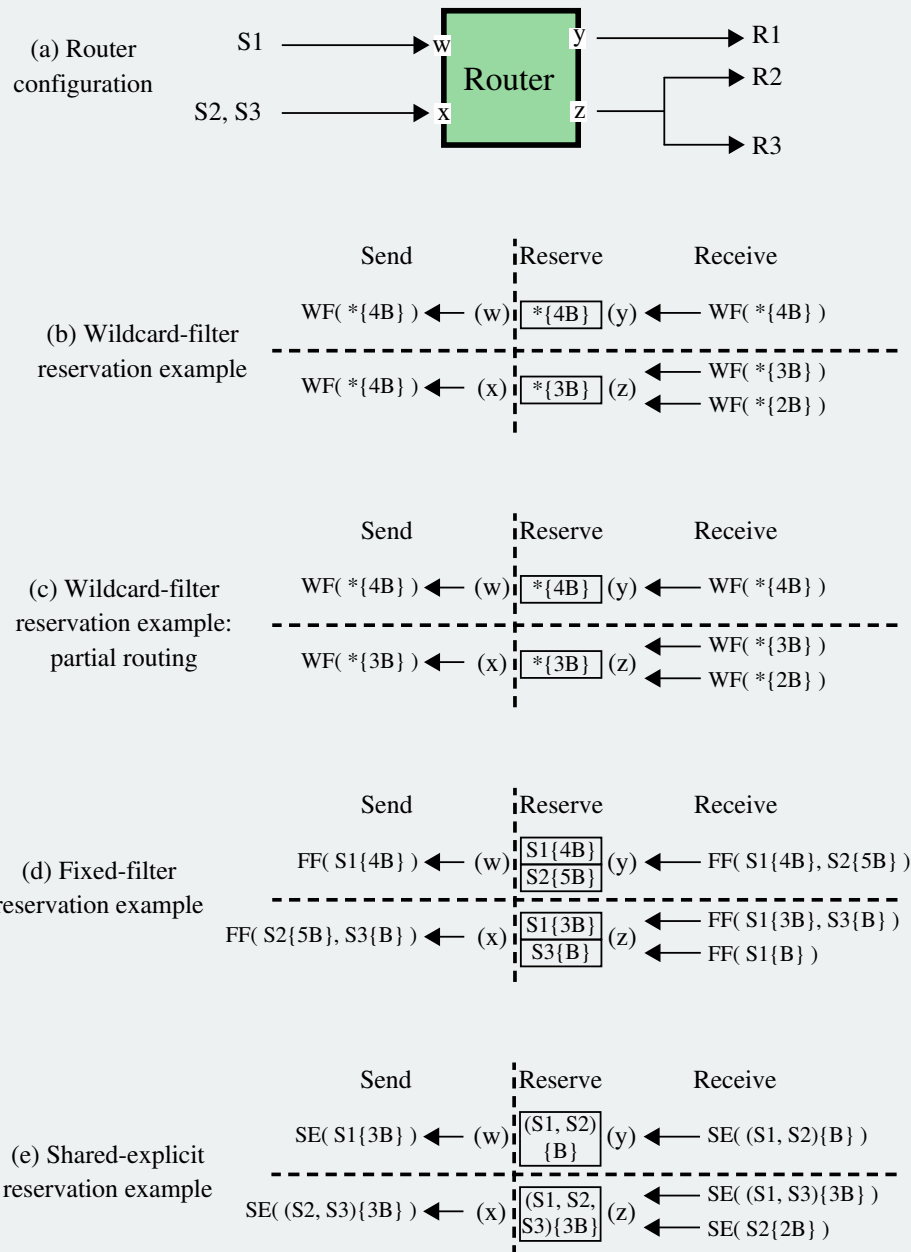 (a) Router
configuration
S1
S2, S3
w
x
Router
y
z
R1
R2
R3
(b) Wildcard-filter
reservation example
Send
Reserve
Receive
WF( *{4B} )
(w)
*{4B}
(y)
WF( *{4B} )
WF( *{4B} )
(x)
*{3B}
(z)
WF( *{3B} )
WF( *{2B} )
(c) Wildcard-filter
reservation example:
partial routing
Send
Reserve
Receive
WF( *{4B} )
(w)
*{4B}
(y)
WF( *{4B} )
WF( *{3B} )
(x)
*{3B}
(z)
WF( *{3B} )
WF( *{2B} )
(d) Fixed-filter
reservation example
Send
Reserve
Receive
FF( S1{4B} )
(w)
S1{4B}
S2{5B}
(y)
FF( S1{4B}, S2{5B} )
FF( S2{5B}, S3{B} )
(x)
S1{3B}
S3{B}
(z)
FF( S1{3B}, S3{B} )
FF( S1{B} )
(e) Shared-explicit
reservation example
Send
Reserve
Receive
SE( S1{3B} )
(w)
(S1, S2)
{B}
(y)
SE( (S1, S2){B} )
SE( (S2, S3){3B} )
(x)
(S1, S2,
S3){3B}
(z)
SE( (S1, S3){3B} )
SE( S2{2B} )